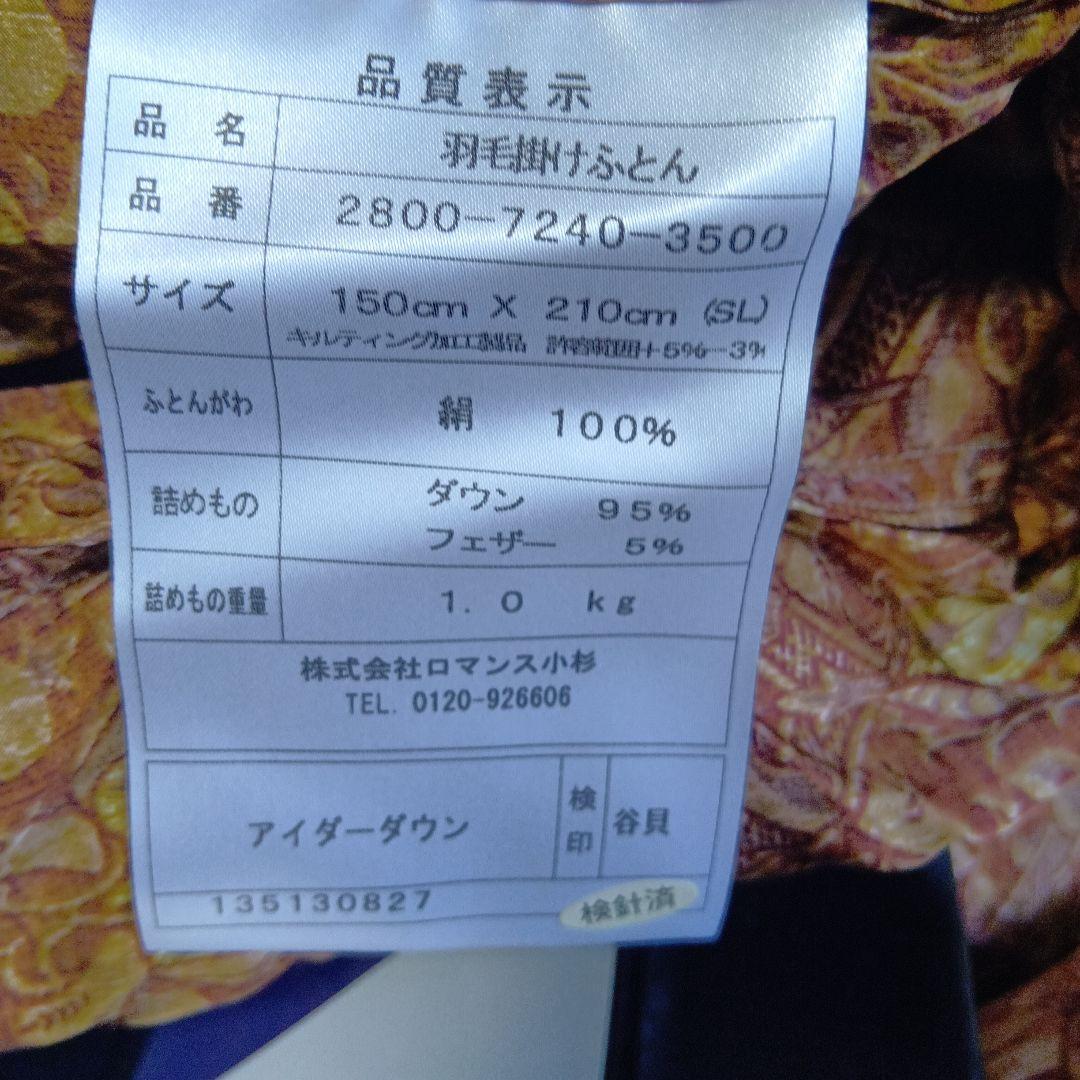 品質表示
品 名 羽毛掛けふとん
品 番 2800-7240-3500
サイズ 150cm X 210cm (SL)
キルティング加工製品 許容範囲+5%-3%
ふとんがわ 絹 100%
詰めもの ダウン 95%
フェザー 5%
詰めもの重量 1.0 kg
株式会社ロマンス小杉
TEL. 0120-926606
アイダーダウン 検印 谷貝
135130827
検針済